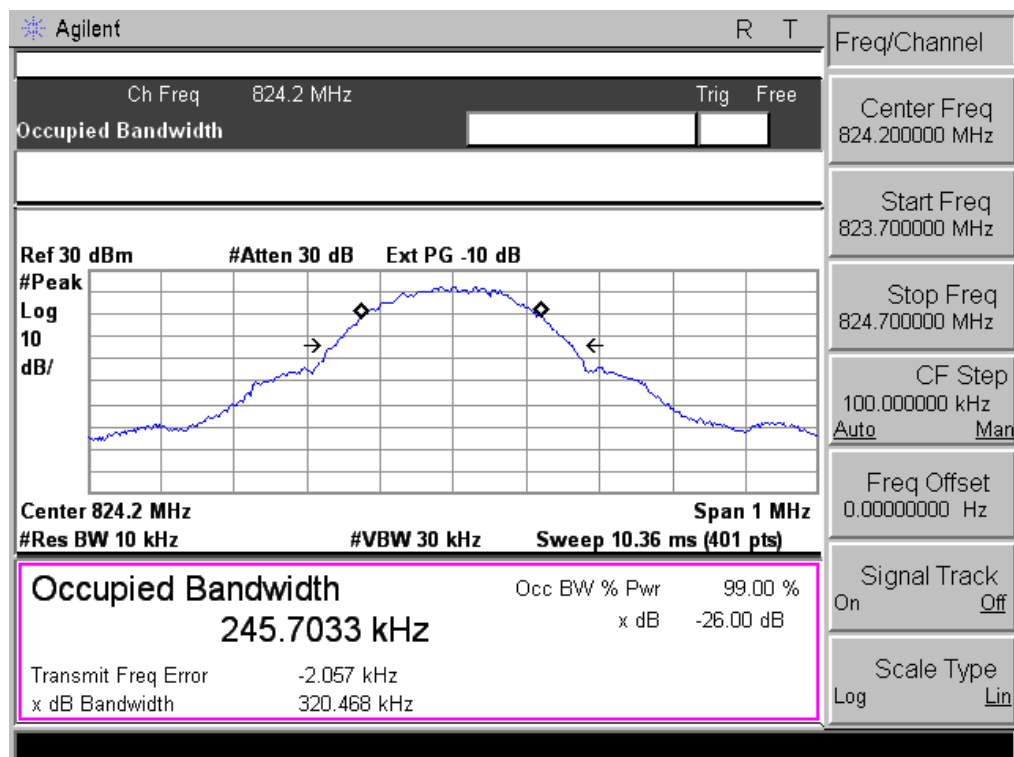 Agilent R T
Ch Freq 824.2 MHz Trig Free
Occupied Bandwidth
Ref 30 dBm #Atten 30 dB Ext PG -10 dB
#Peak
Log
10
dB/
Center 824.2 MHz Span 1 MHz
#Res BW 10 kHz #VBW 30 kHz Sweep 10.36 ms (401 pts)
Occupied Bandwidth
245.7033 kHz
Occ BW % Pwr 99.00 %
x dB -26.00 dB
Transmit Freq Error -2.057 kHz
x dB Bandwidth 320.468 kHz
Freq/Channel
Center Freq
824.200000 MHz
Start Freq
823.700000 MHz
Stop Freq
824.700000 MHz
CF Step
100.000000 kHz
Auto Man
Freq Offset
0.00000000 Hz
Signal Track
On Off
Scale Type
Log Lin